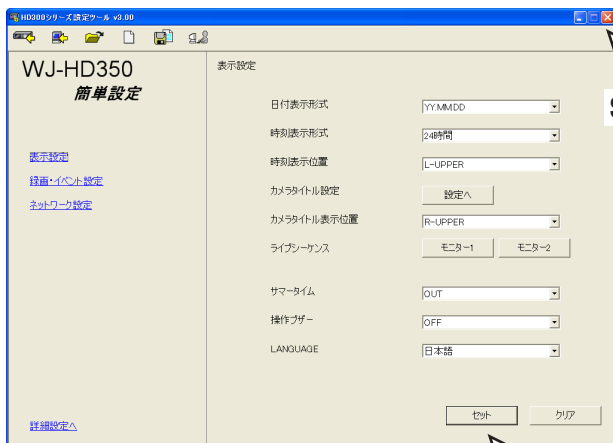 HD300シリーズ設定ツール v3.00
WJ-HD350
簡単設定
表示設定
録画・イベント設定
ネットワーク設定
詳細設定へ
表示設定
日付表示形式 YY.MMDD
時刻表示形式 24時間
時刻表示位置 L-UPPER
カメラタイトル設定 設定へ
カメラタイトル表示位置 R-UPPER
ライブシーケンス モニター1 モニター2
サマータイム OUT
操作ブザー OFF
LANGUAGE 日本語
セット クリア